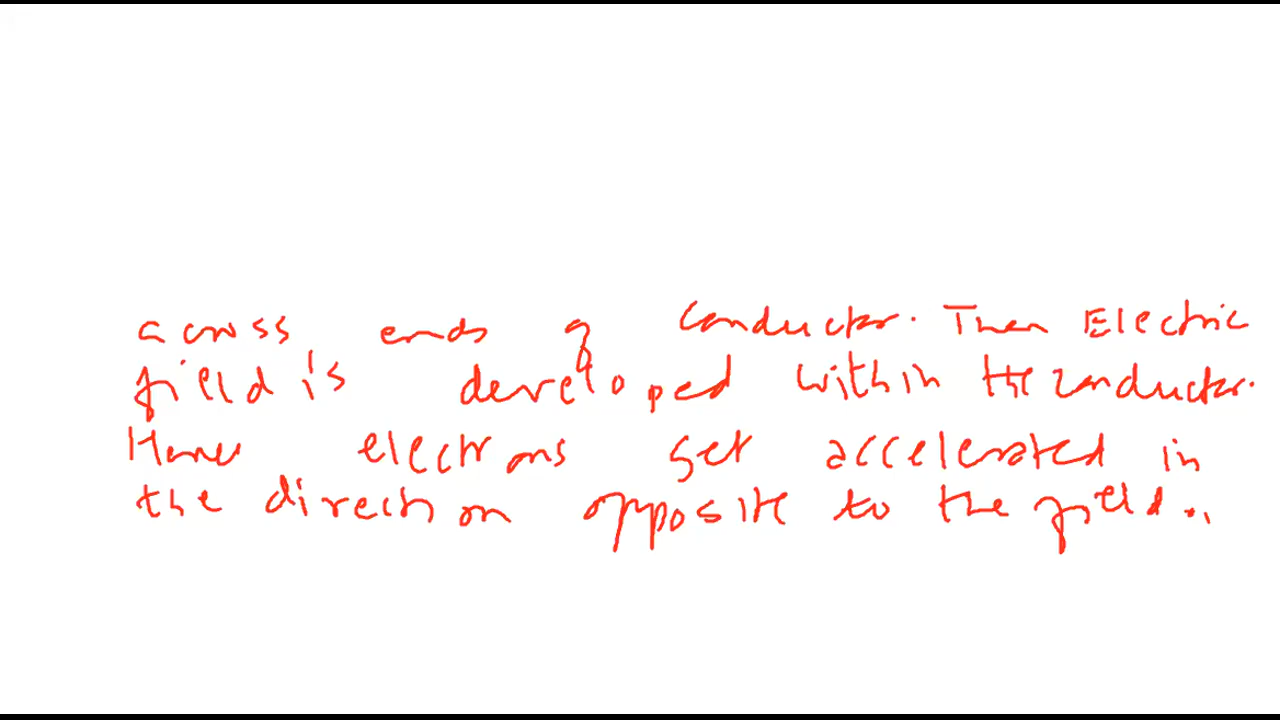 across ends of conductor. Then Electric
field is developed within the conductor.
Hence electrons get accelerated in
the direction opposite to the field.